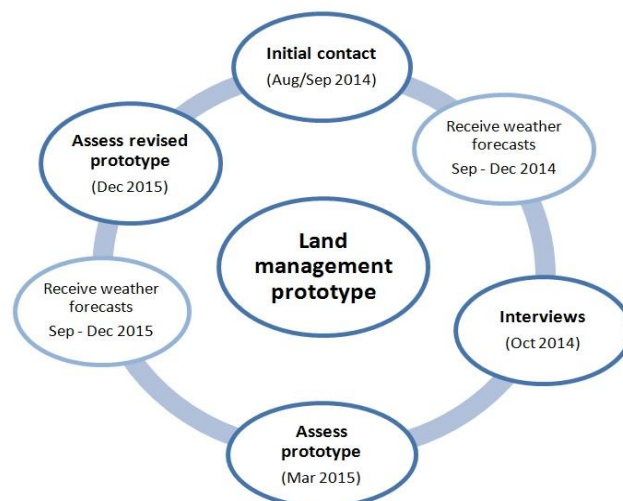 Initial contact
(Aug/Sep 2014)
Receive weather
forecasts
Sep - Dec 2014
Interviews
(Oct 2014)
Assess
prototype
(Mar 2015)
Receive weather
forecasts
Sep - Dec 2015
Assess revised
prototype
(Dec 2015)
Land
management
prototype